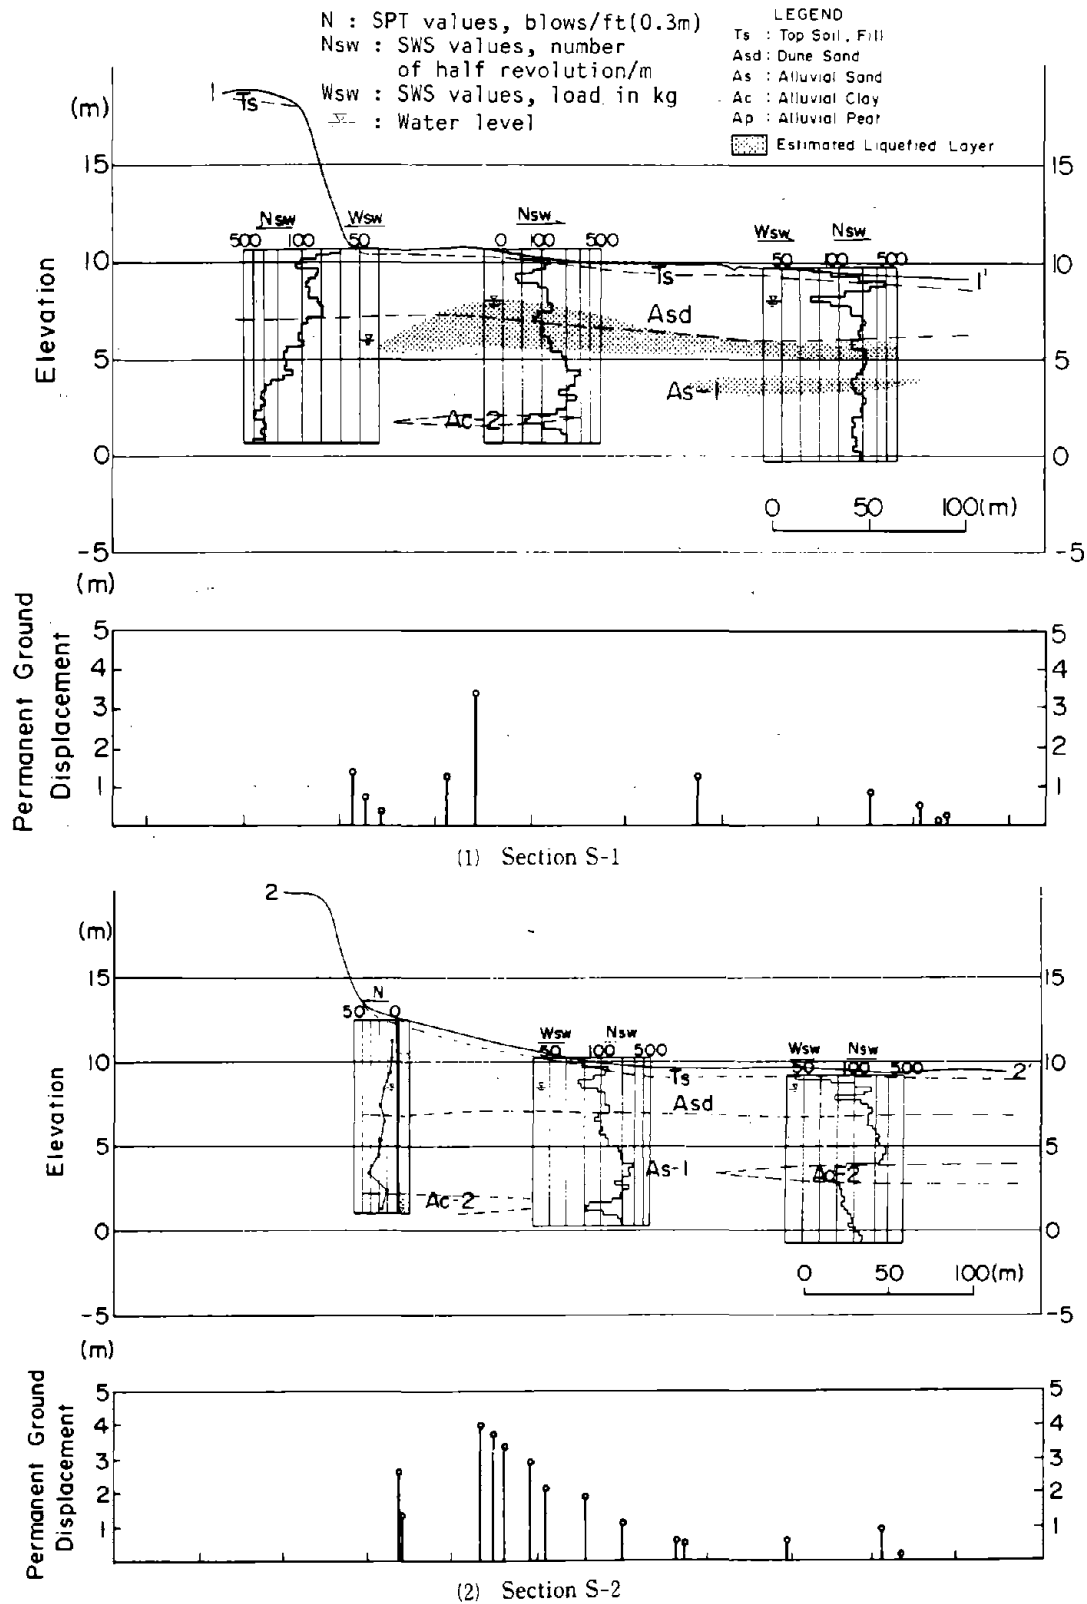 N : SPT values, blows/ft(0.3m)
Nsw : SWS values, number
of half revolution/m
Wsw : SWS values, load in kg
: Water level
LEGEND
Ts : Top Soil, Fill
Asd : Dune Sand
As : Alluvial Sand
Ac : Alluvial Clay
Ap : Alluvial Peat
Estimated Liquefied Layer
(m)
1
Ts
15
15
Nsw
Wsw
Nsw
Wsw
Nsw
500 100 50
0 100 500
50 100 500
10
10
Ts
1'
Asd
5
5
As-1
Ac-2
0
0
0 50 100(m)
-5
-5
Elevation
(m)
5
5
4
4
3
3
2
2
1
1
Permanent Ground
Displacement
(1) Section S-1
2
(m)
15
15
N
50 0
Wsw
Nsw
50 100 500
Wsw
Nsw
50 100 500
10
10
Ts
2'
Asd
5
5
As-1
Ac-2
Ac-2
0
0
0 50 100(m)
-5
-5
Elevation
(m)
5
5
4
4
3
3
2
2
1
1
Permanent Ground
Displacement
(2) Section S-2